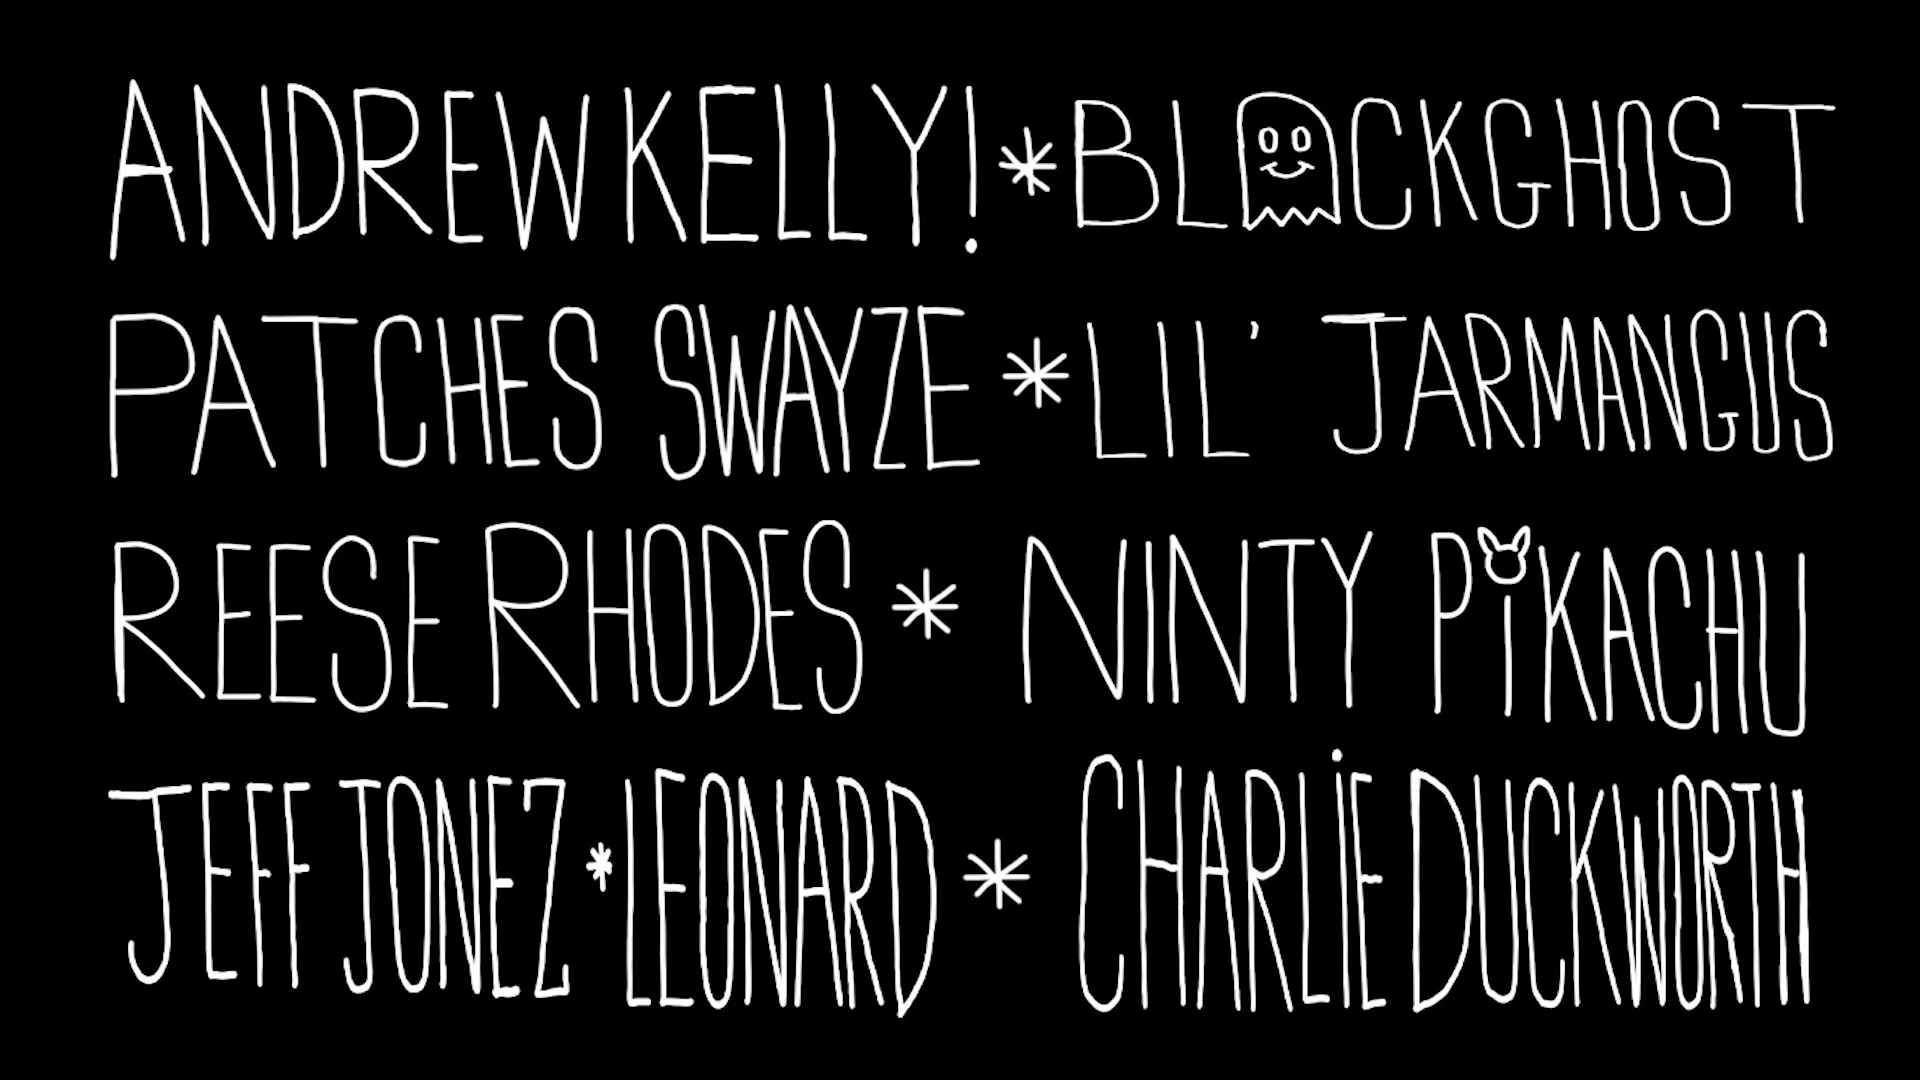 ANDREW KELLY! * BLACKGHOST
PATCHES SWAYZE * LIL' JARMANGUS
REESE RHODES * NINTY PIKACHU
JEFF JONEZ * LEONARD * CHARLIE DUCKWORTH